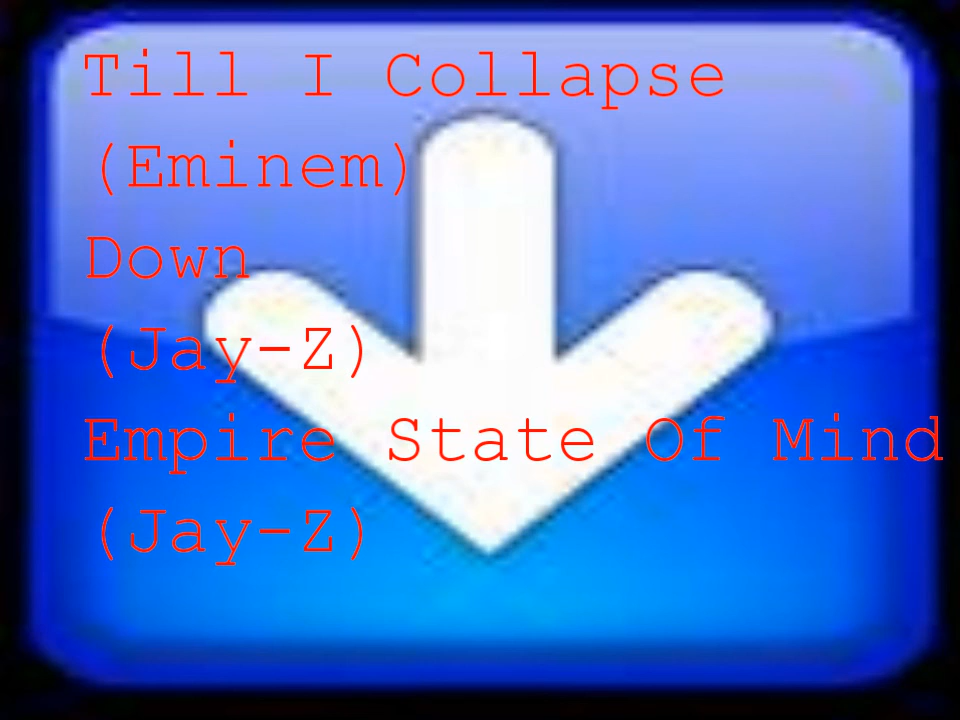 Till I Collapse
(Eminem)
Down
(Jay-Z)
Empire State Of Mind
(Jay-Z)